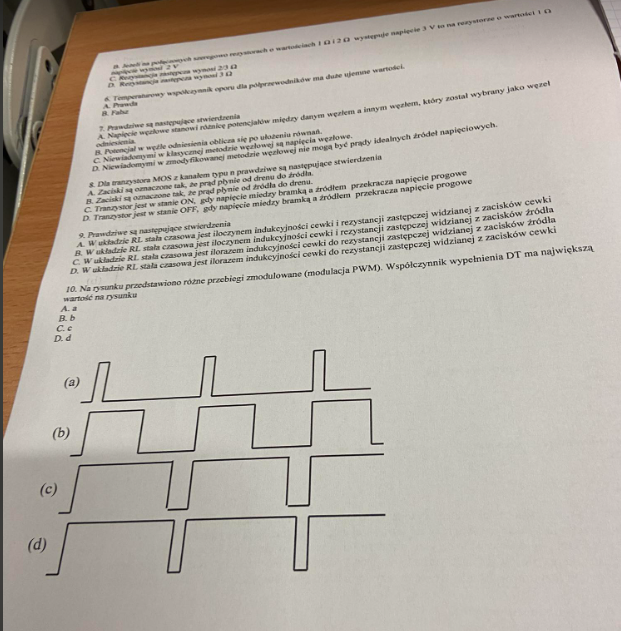 B. Jeżeli na połączonych szeregowo rezystorach o wartościach 1 Ω i 2 Ω występuje napięcie 3 V to na rezystorze o wartości 1 Ω
napięcie wynosi 2 V
C. Rezystancja zastępcza wynosi 2/3 Ω
D. Rezystancja zastępcza wynosi 3 Ω
6. Temperaturowy współczynnik oporu dla półprzewodników ma duże ujemne wartości.
A. Prawda
B. Fałsz
7. Prawdziwe są następujące stwierdzenia
A. Napięcie węzłowe stanowi różnice potencjałów między danym węzłem a innym węzłem, który został wybrany jako węzeł
odniesienia.
B. Potencjał w węźle odniesienia oblicza się po ułożeniu równań.
C. Niewiadomymi w klasycznej metodzie węzłowej są napięcia węzłowe.
D. Niewiadomymi w zmodyfikowanej metodzie węzłowej nie mogą być prądy idealnych źródeł napięciowych.
8. Dla tranzystora MOS z kanałem typu n prawdziwe są następujące stwierdzenia
A. Zaciski są oznaczone tak, że prąd płynie od drenu do źródła.
B. Zaciski są oznaczone tak, że prąd płynie od źródła do drenu.
C. Tranzystor jest w stanie ON, gdy napięcie miedzy bramką a źródłem przekracza napięcie progowe
D. Tranzystor jest w stanie OFF, gdy napięcie miedzy bramką a źródłem przekracza napięcie progowe
9. Prawdziwe są następujące stwierdzenia
A. W układzie RL stała czasowa jest iloczynem indukcyjności cewki i rezystancji zastępczej widzianej z zacisków cewki
B. W układzie RL stała czasowa jest iloczynem indukcyjności cewki i rezystancji zastępczej widzianej z zacisków źródła
C. W układzie RL stała czasowa jest ilorazem indukcyjności cewki do rezystancji zastępczej widzianej z zacisków źródła
D. W układzie RL stała czasowa jest ilorazem indukcyjności cewki do rezystancji zastępczej widzianej z zacisków cewki
10. Na rysunku przedstawiono różne przebiegi zmodulowane (modulacja PWM). Współczynnik wypełnienia DT ma największą
wartość na rysunku
A. a
B. b
C. c
D. d
(a)
(b)
(c)
(d)